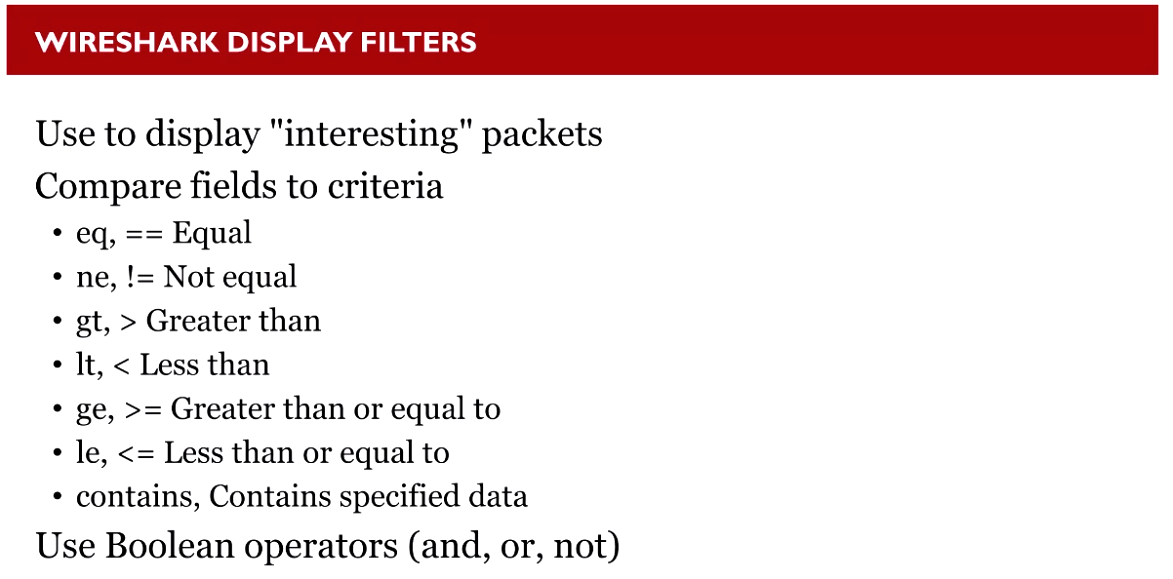 WIRESHARK DISPLAY FILTERS
Use to display "interesting" packets
Compare fields to criteria
• eq, == Equal
• ne, != Not equal
• gt, > Greater than
• lt, < Less than
• ge, >= Greater than or equal to
• le, <= Less than or equal to
• contains, Contains specified data
Use Boolean operators (and, or, not)